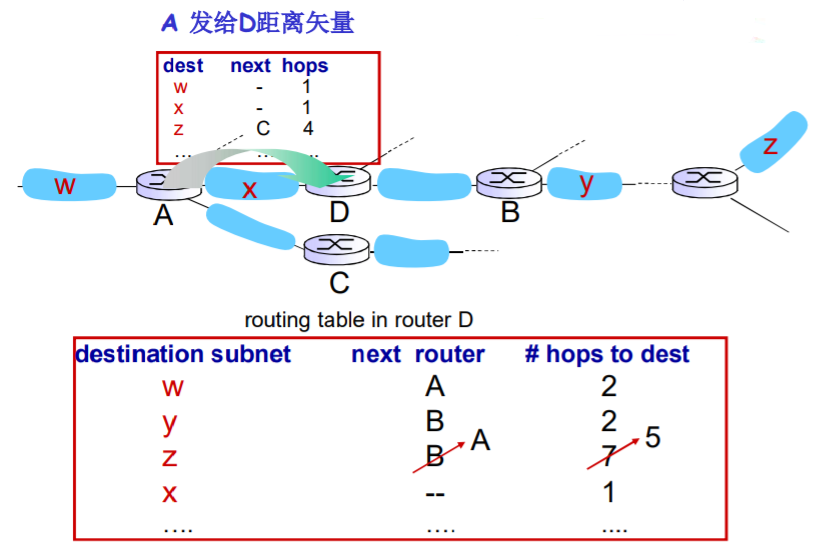 A 发给D距离矢量
dest next hops
w - 1
x - 1
z C 4
…. …. …
w
x
y
z
A
D
B
C
routing table in router D
destination subnet next router # hops to dest
w A 2
y B 2
z B A 7 5
x -- 1
…. …. ....